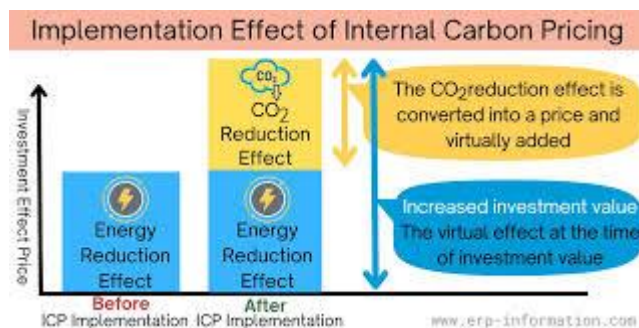 Implementation Effect of Internal Carbon Pricing
Investment Effect Price
CO2
CO2
Reduction
Effect
Energy
Reduction
Effect
Before
ICP Implementation
Energy
Reduction
Effect
After
ICP Implementation
The CO2reduction effect is
converted into a price and
virtually added
Increased investment value
The virtual effect at the time
of investment value
www.erp-information.com